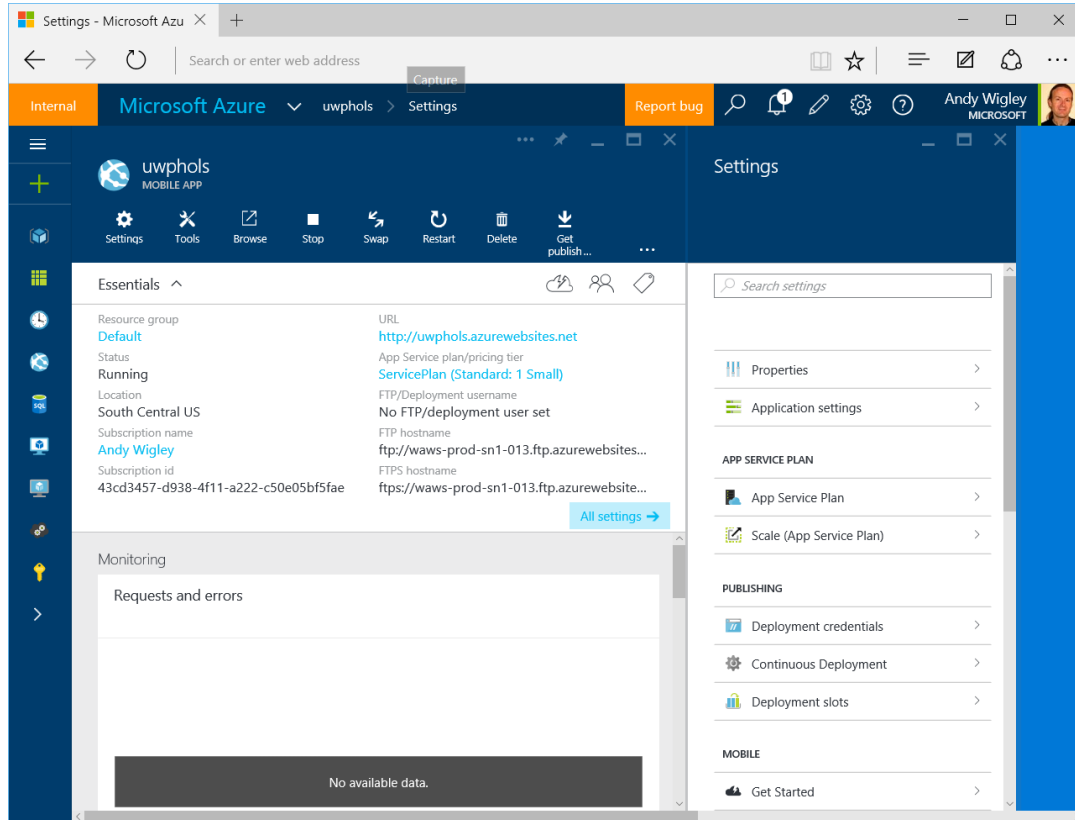 Settings - Microsoft Azu
Search or enter web address
Capture
Internal
Microsoft Azure
uwphols > Settings
Report bug
1
Andy Wigley
MICROSOFT
uwphols
MOBILE APP
Settings
Tools
Browse
Stop
Swap
Restart
Delete
Get
publish...
Essentials
Resource group
Default
Status
Running
Location
South Central US
Subscription name
Andy Wigley
Subscription id
43cd3457-d938-4f11-a222-c50e05bf5fae
URL
http://uwphols.azurewebsites.net
App Service plan/pricing tier
ServicePlan (Standard: 1 Small)
FTP/Deployment username
No FTP/deployment user set
FTP hostname
ftp://waws-prod-sn1-013.ftp.azurewebsites...
FTPS hostname
ftps://waws-prod-sn1-013.ftp.azurewebsite...
All settings →
Monitoring
Requests and errors
No available data.
SQL
Settings
Search settings
Properties
Application settings
APP SERVICE PLAN
App Service Plan
Scale (App Service Plan)
PUBLISHING
Deployment credentials
Continuous Deployment
Deployment slots
MOBILE
Get Started